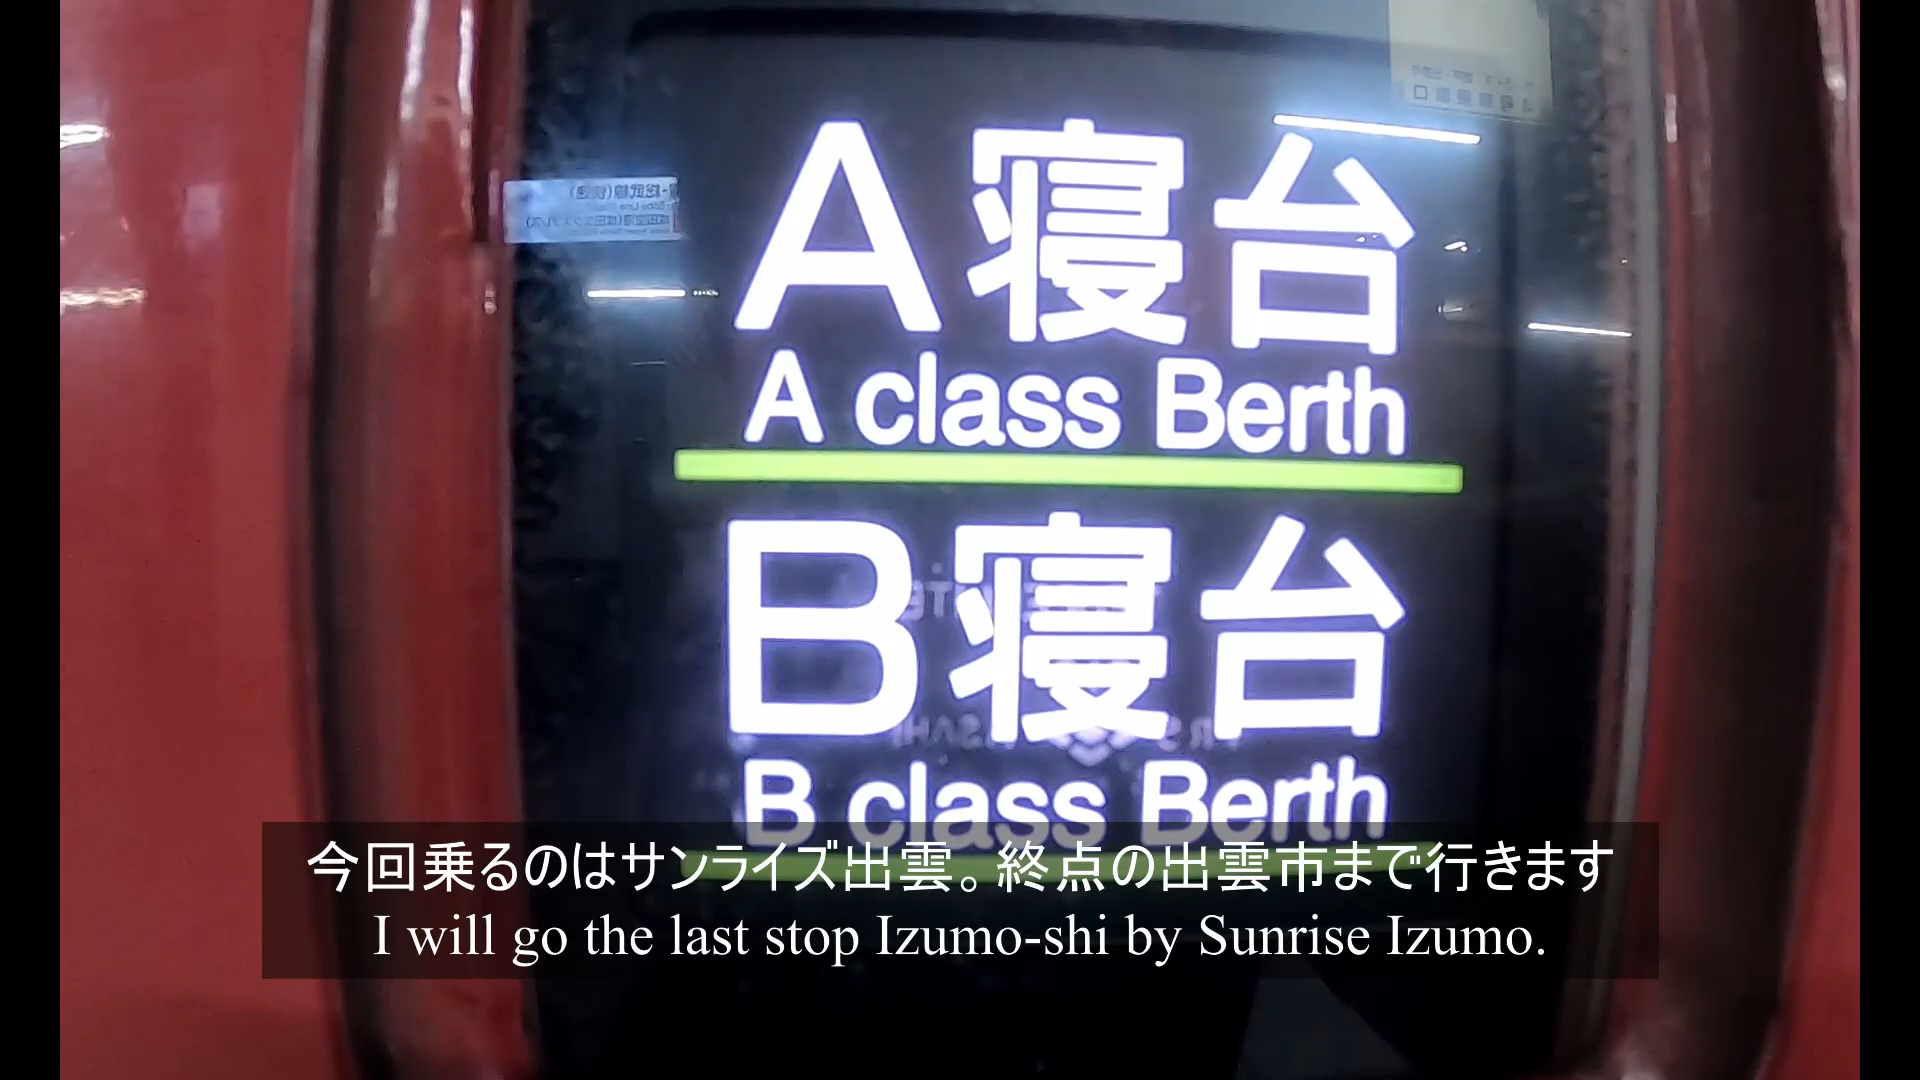 A寝台
A class Berth
B寝台
B class Berth
今回乗るのはサンライズ出雲。終点の出雲市まで行きます
I will go the last stop Izumo-shi by Sunrise Izumo.